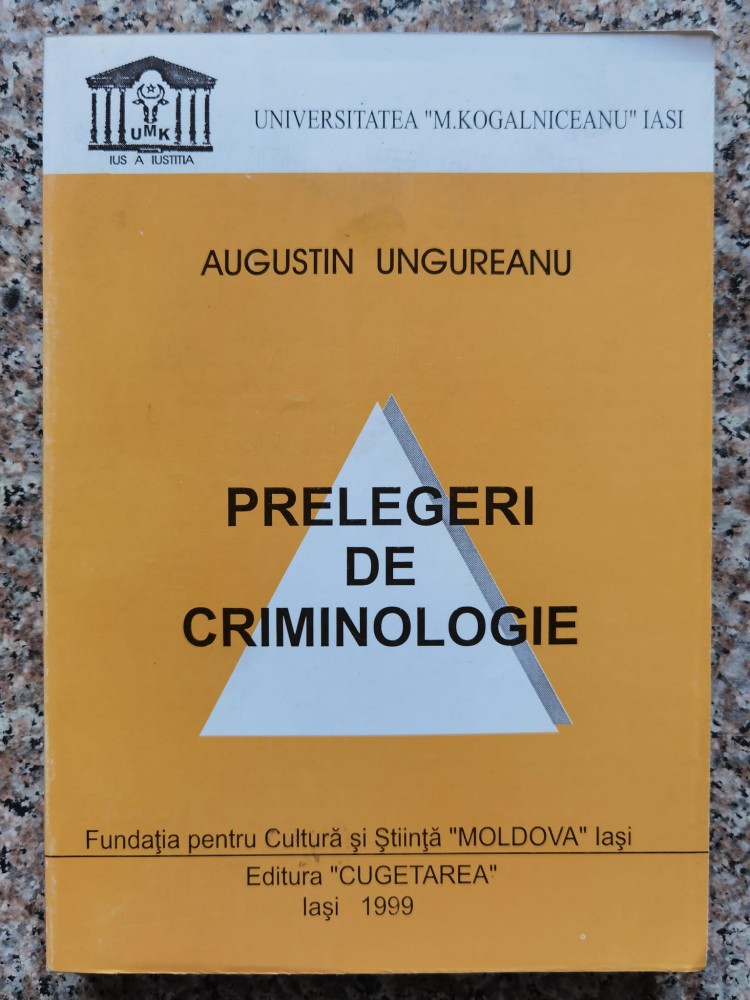 UMK
IUS A IUSTITIA
UNIVERSITATEA "M.KOGALNICEANU" IASI
AUGUSTIN UNGUREANU
PRELEGERI
DE
CRIMINOLOGIE
Fundaţia pentru Cultură şi Ştiinţă "MOLDOVA" Iaşi
Editura "CUGETAREA"
Iaşi 1999